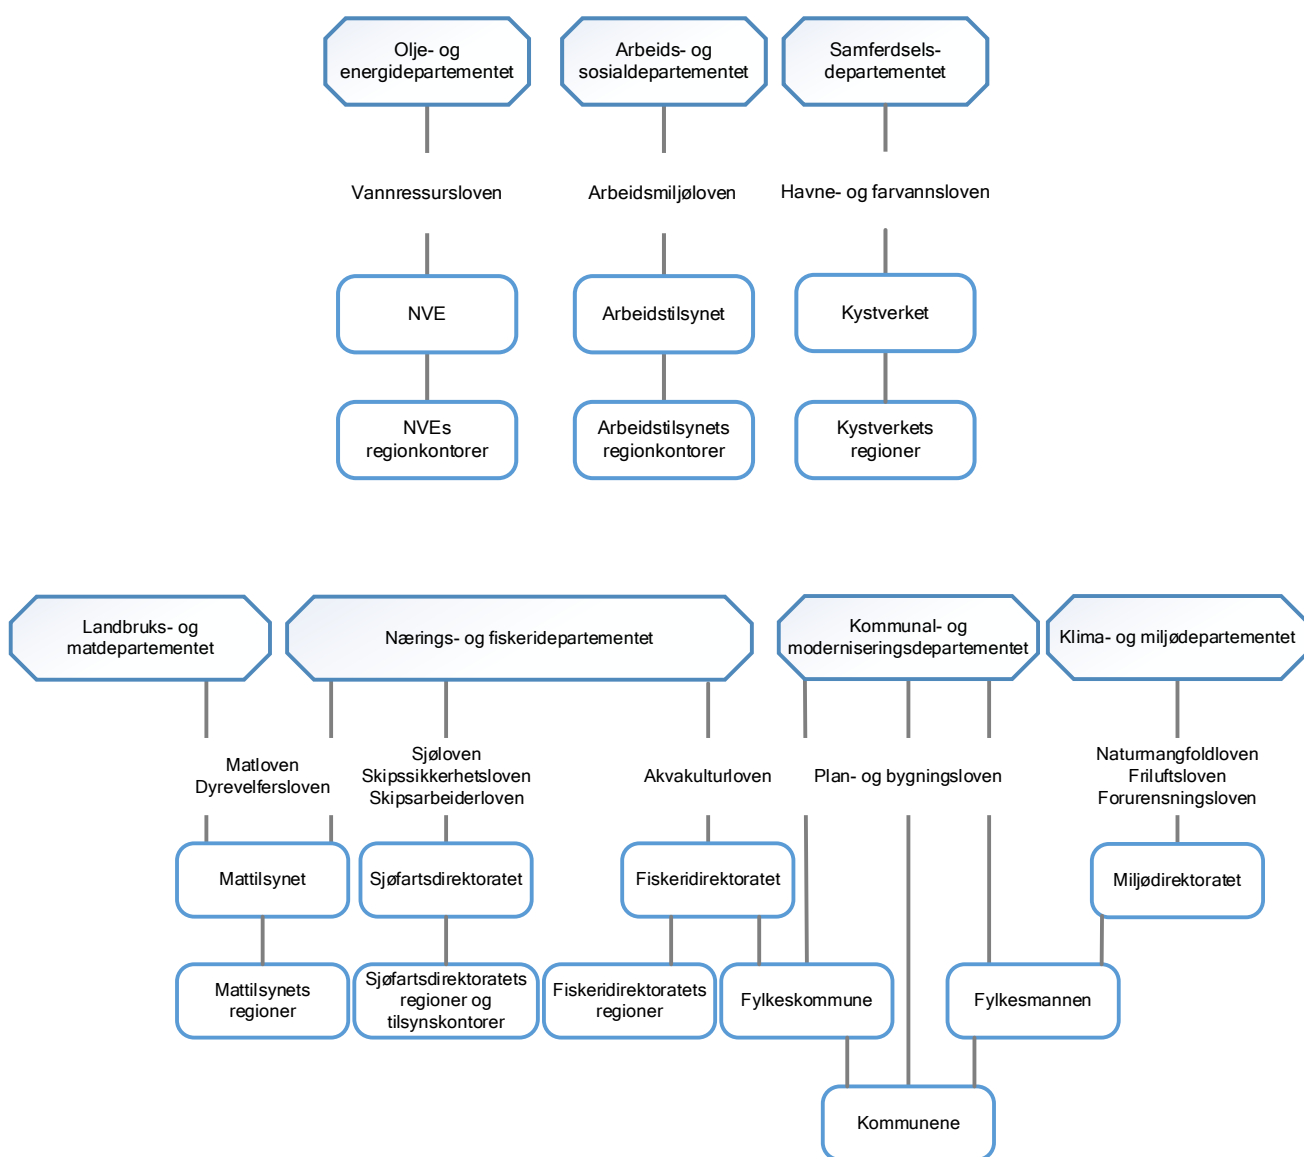 Olje- og
energidepartementet
Arbeids- og
sosialdepartementet
Samferdsels-
departementet
Vannressursloven
Arbeidsmiljøloven
Havne- og farvannsloven
NVE
Arbeidstilsynet
Kystverket
NVEs
regionkontorer
Arbeidstilsynets
regionkontorer
Kystverkets
regioner
Landbruks- og
matdepartementet
Nærings- og fiskeridepartementet
Kommunal- og
moderniseringsdepartementet
Klima- og miljødepartementet
Matloven
Dyrevelfersloven
Sjøloven
Skipssikkerhetsloven
Skipsarbeiderloven
Akvakulturloven
Plan- og bygningsloven
Naturmangfoldloven
Friluftsloven
Forurensningsloven
Mattilsynet
Sjøfartsdirektoratet
Fiskeridirektoratet
Miljødirektoratet
Mattilsynets
regioner
Sjøfartsdirektoratets
regioner og
tilsynskontorer
Fiskeridirektoratets
regioner
Fylkeskommune
Fylkesmannen
Kommunene